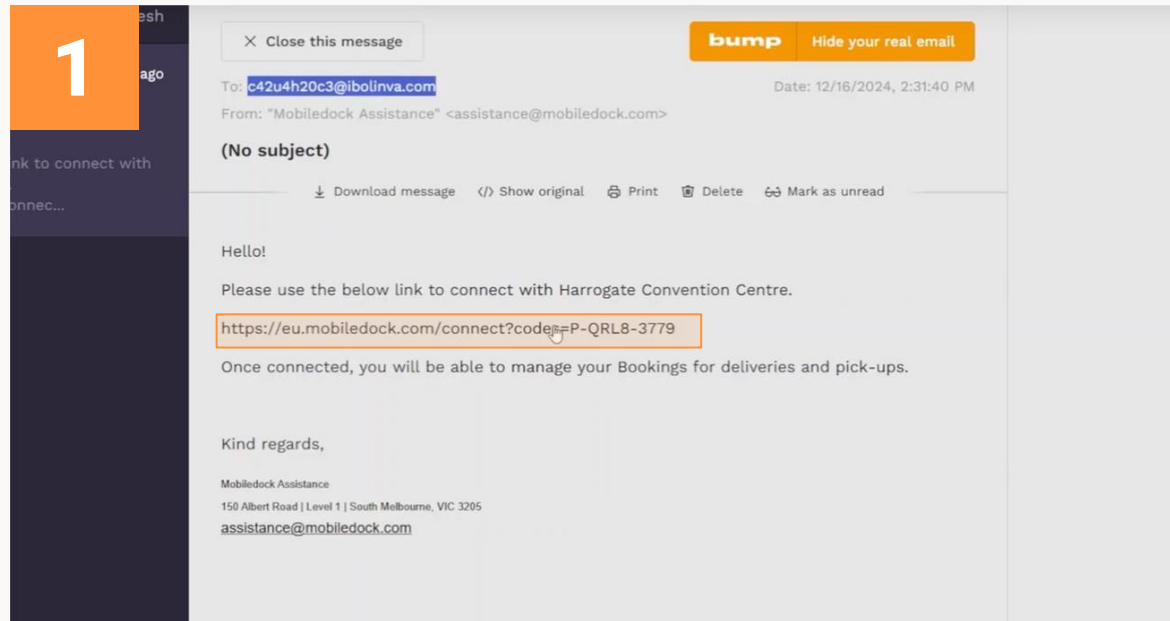 1
esh
ago
nk to connect with
onnec...
Close this message
bump Hide your real email
To: c42u4h20c3@ibolinva.com Date: 12/16/2024, 2:31:40 PM
From: "Mobiledock Assistance" <assistance@mobiledock.com>
(No subject)
Download message </> Show original Print Delete Mark as unread
Hello!
Please use the below link to connect with Harrogate Convention Centre.
https://eu.mobiledock.com/connect?code=P-QRL8-3779
Once connected, you will be able to manage your Bookings for deliveries and pick-ups.
Kind regards,
Mobiledock Assistance
150 Albert Road | Level 1 | South Melbourne, VIC 3205
assistance@mobiledock.com